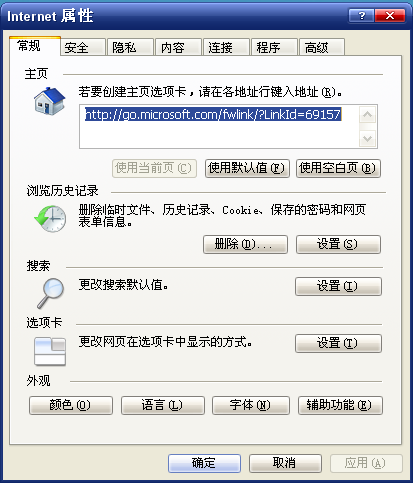 Internet 属性
常规 安全 隐私 内容 连接 程序 高级
主页
若要创建主页选项卡，请在各地址行键入地址(R)。
http://go.microsoft.com/fwlink/?LinkId=69157
使用当前页(C) 使用默认值(F) 使用空白页(B)
浏览历史记录
删除临时文件、历史记录、Cookie、保存的密码和网页
表单信息。
删除(D)... 设置(S)
搜索
更改搜索默认值。 设置(I)
选项卡
更改网页在选项卡中显示的方式。 设置(T)
外观
颜色(O) 语言(L) 字体(N) 辅助功能(E)
确定 取消 应用(A)